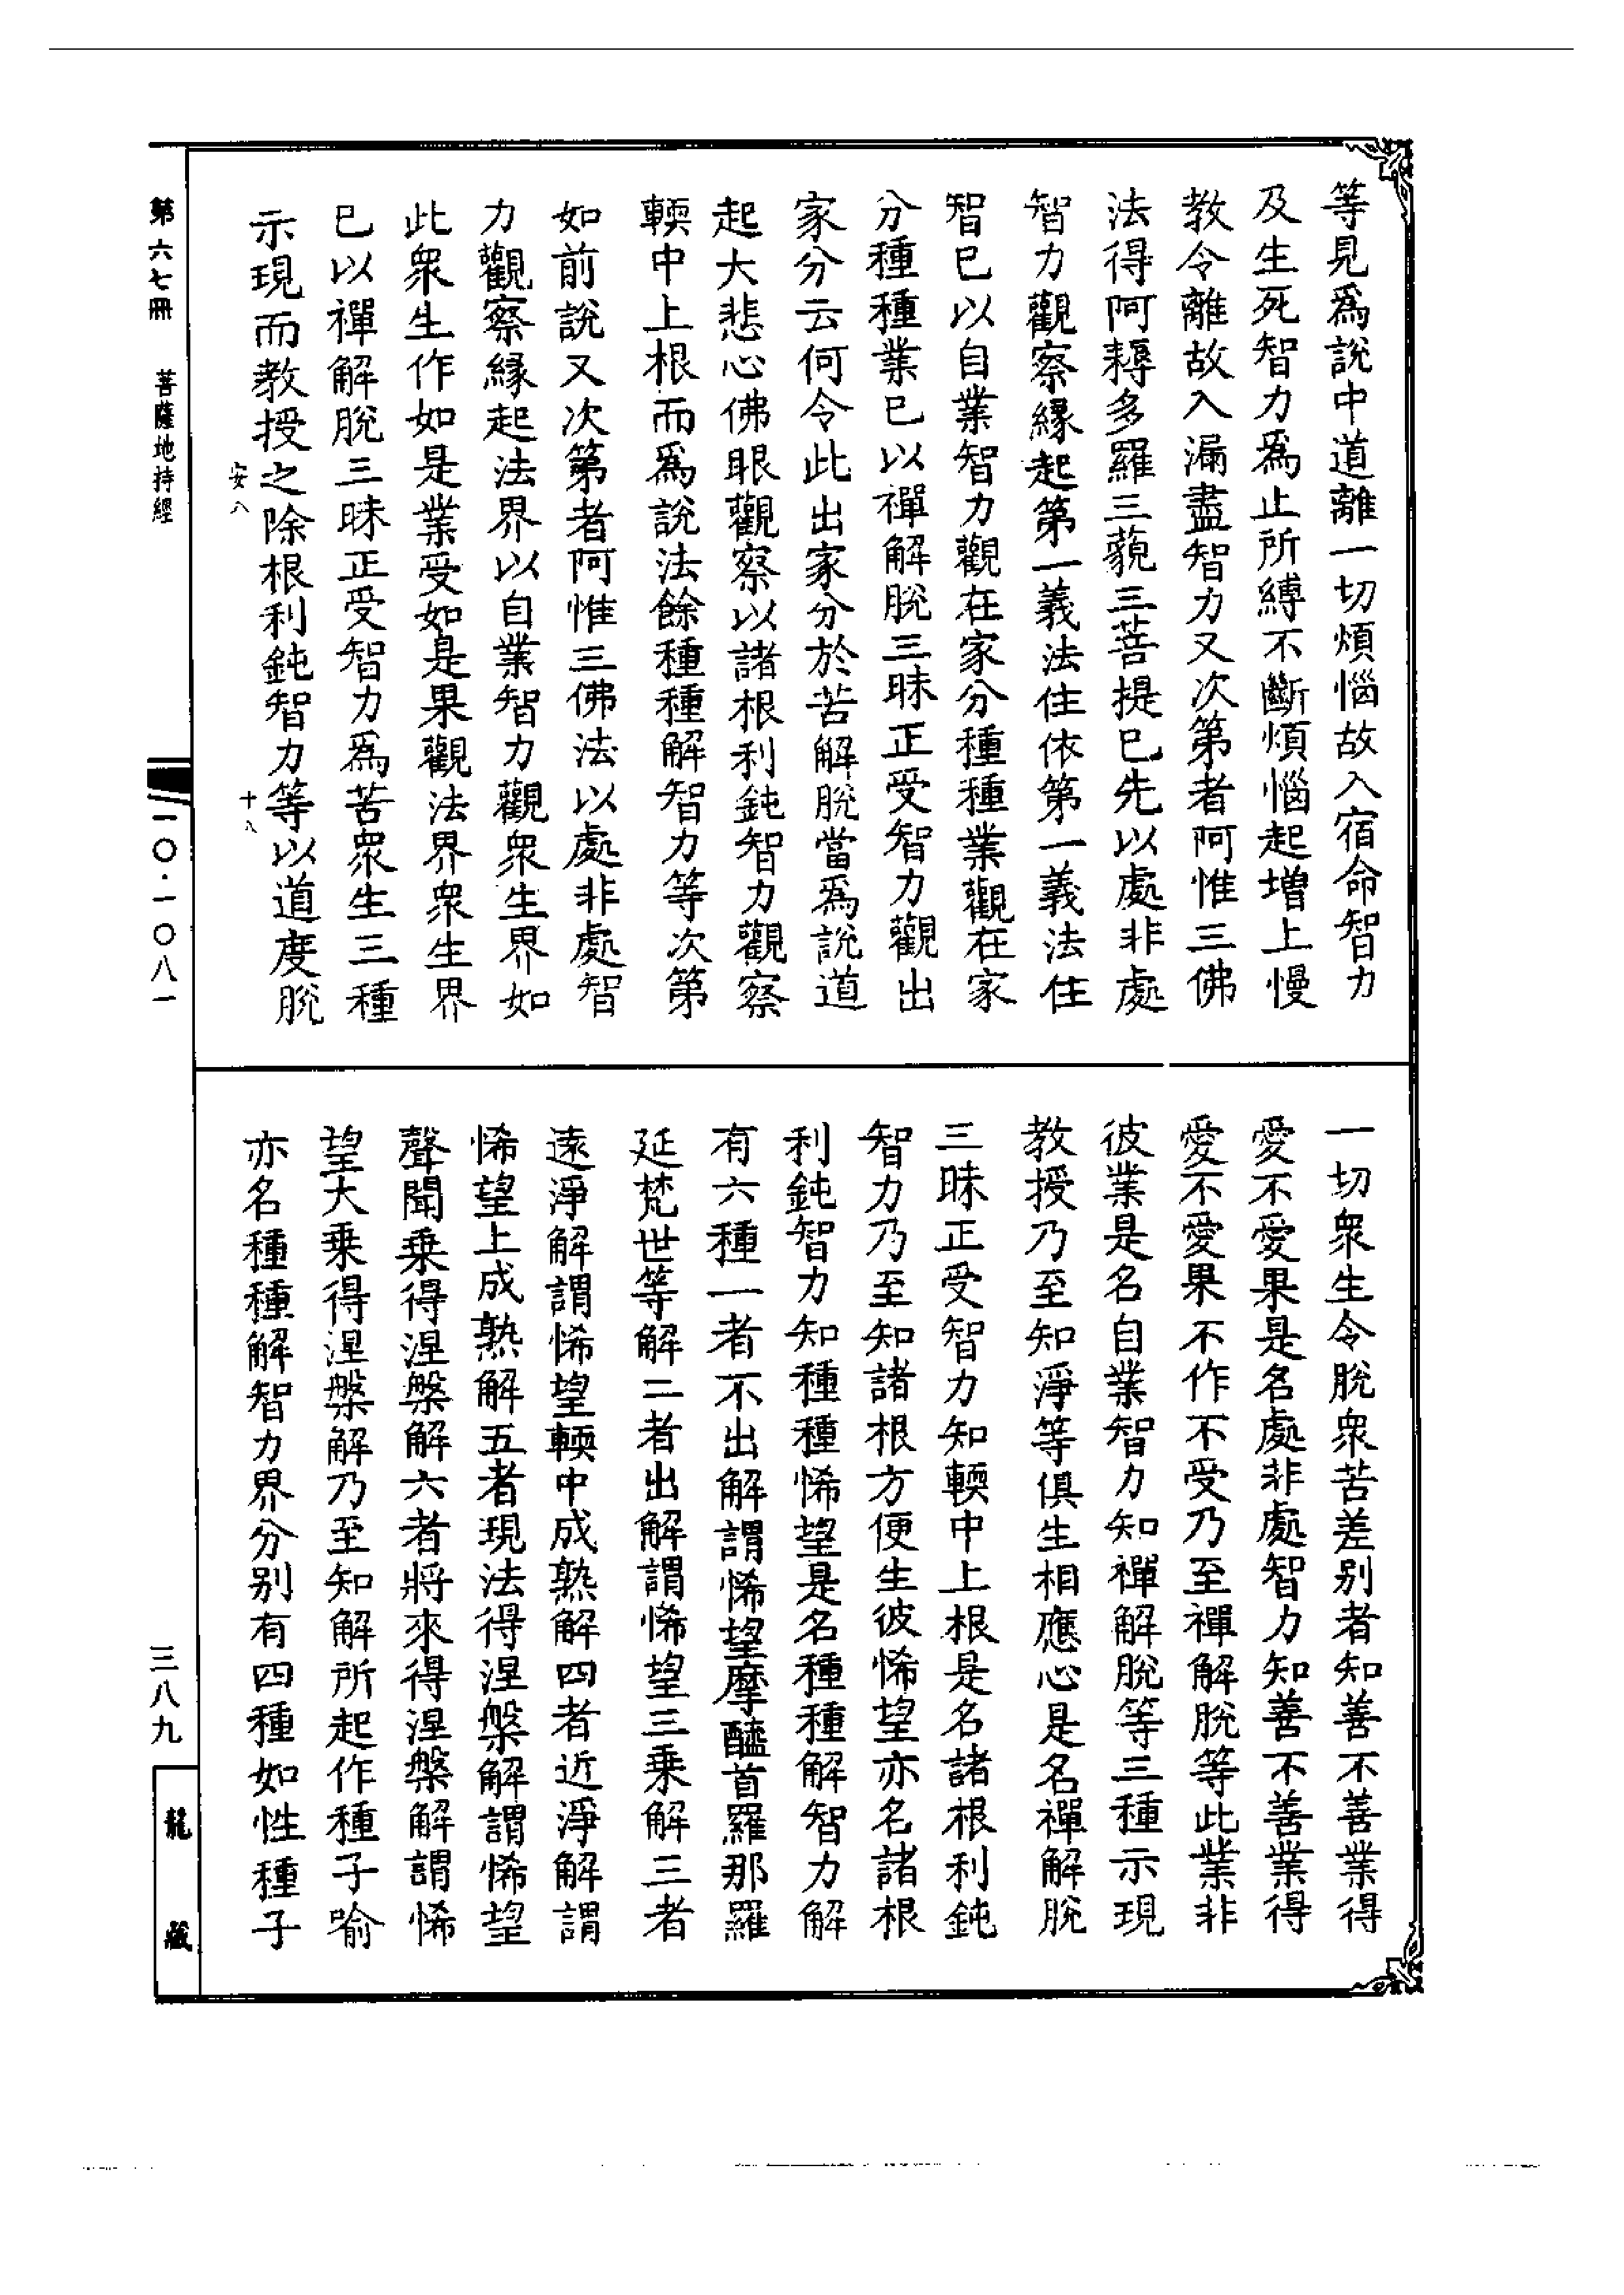 等見爲說中道離一切煩惱故入宿命智力
及生死智力爲止所縛不斷煩惱起增上慢
教令離故入漏盡智力又次第者阿惟三佛
法得阿耨多羅三藐三菩提已先以處非處
智力觀察緣起第一義法住依第一義法住
智已以自業智力觀在家分種種業觀在家
分種種業已以禪解脫三昧正受智力觀出
家分云何令此出家分於苦解脫當爲說道
起大悲心佛眼觀察以諸根利鈍智力觀察
輭中上根而爲說法餘種種解智力等次第
如前說又次第者阿惟三佛法以處非處智
力觀察緣起法界以自業智力觀衆生界如
此衆生作如是業受如是果觀法界衆生界
已以禪解脫三昧正受智力爲苦衆生三種
示現而教授之除根利鈍智力等以道度脫
安八
十八
一切衆生令脫衆苦差別者知善不善業得
愛不愛果是名處非處智力知善不善業得
愛不愛果不作不受乃至禪解脫等此業非
彼業是名自業智力知禪解脫等三種示現
教授乃至知淨等俱生相應心是名禪解脫
三昧正受智力知輭中上根是名諸根利鈍
智力乃至知諸根方便生彼悕望亦名諸根
利鈍智力知種種悕望是名種種解智力解
有六種一者不出解謂悕望摩醯首羅那羅
延梵世等解二者出解謂悕望三乘解三者
遠淨解謂悕望輭中成熟解四者近淨解謂
悕望上成熟解五者現法得涅槃解謂悕望
聲聞乘得涅槃解六者將來得涅槃解謂悕
望大乘得涅槃解乃至知解所起作種子喻
亦名種種解智力界分別有四種如性種子
第六七冊
菩薩地持經
一〇·一〇八一
三八九
龍藏